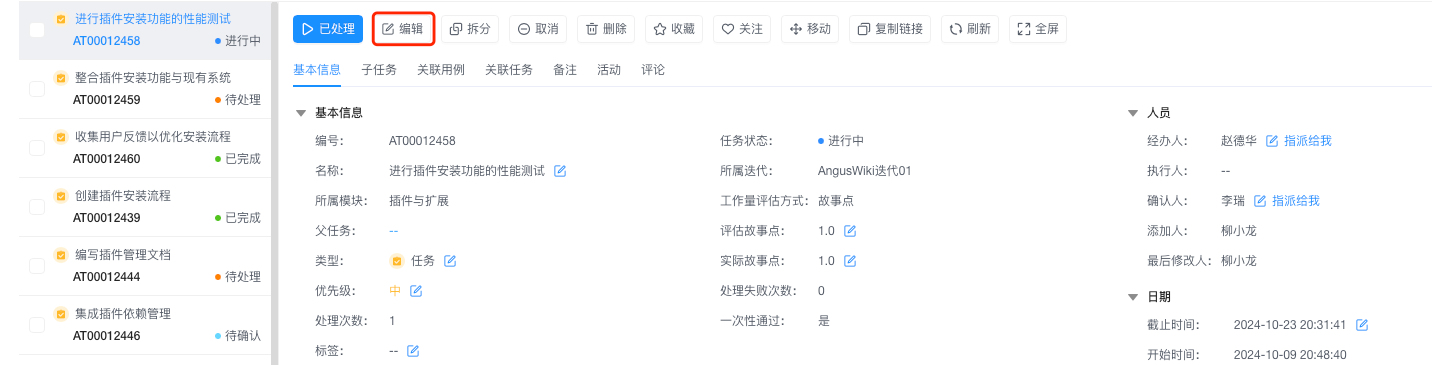 进行插件安装功能的性能测试
AT00012458 进行中
整合插件安装功能与现有系统
AT00012459 待处理
收集用户反馈以优化安装流程
AT00012460 已完成
创建插件安装流程
AT00012439 已完成
编写插件管理文档
AT00012444 待处理
集成插件依赖管理
AT00012446 待确认
已处理 编辑 拆分 取消 删除 收藏 关注 移动 复制链接 刷新 全屏
基本信息 子任务 关联用例 关联任务 备注 活动 评论
基本信息
编号: AT00012458 任务状态: 进行中
名称: 进行插件安装功能的性能测试 所属迭代: AngusWiki迭代01
所属模块: 插件与扩展 工作量评估方式: 故事点
父任务: -- 评估故事点: 1.0
类型: 任务 实际故事点: 1.0
优先级: 中 处理失败次数: 0
处理次数: 1 一次性通过: 是
标签: --
人员
经办人: 赵德华 指派给我
执行人: --
确认人: 李瑞 指派给我
添加人: 柳小龙
最后修改人: 柳小龙
日期
截止时间: 2024-10-23 20:31:41
开始时间: 2024-10-09 20:48:40